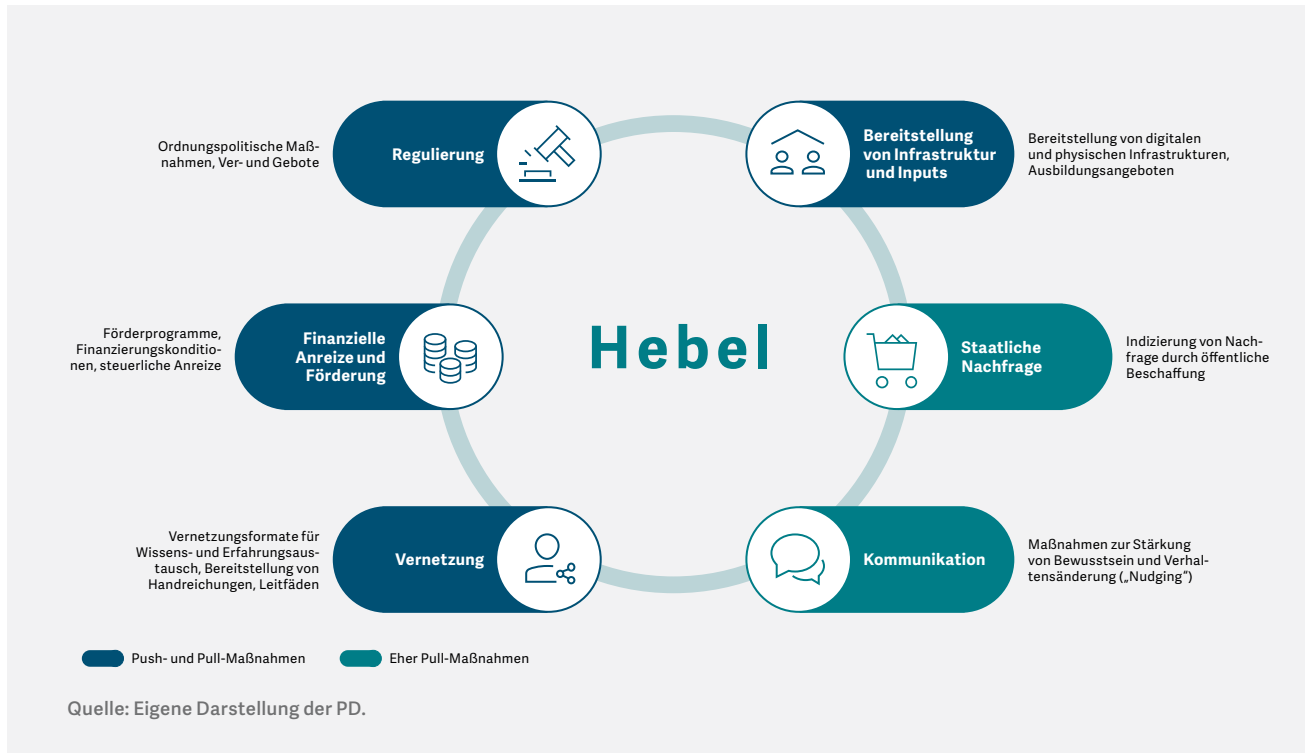 Ordnungspolitische Maß-
nahmen, Ver- und Gebote
Regulierung
Bereitstellung
von Infrastruktur
und Inputs
Bereitstellung von digitalen
und physischen Infrastrukturen,
Ausbildungsangeboten
Förderprogramme,
Finanzierungskonditio-
nen, steuerliche Anreize
Finanzielle
Anreize und
Förderung
Hebel
Staatliche
Nachfrage
Indizierung von Nach-
frage durch öffentliche
Beschaffung
Vernetzungsformate für
Wissens- und Erfahrungsaus-
tausch, Bereitstellung von
Handreichungen, Leitfäden
Vernetzung
Kommunikation
Maßnahmen zur Stärkung
von Bewusstsein und Verhal-
tensänderung („Nudging“)
Push- und Pull-Maßnahmen
Eher Pull-Maßnahmen
Quelle: Eigene Darstellung der PD.